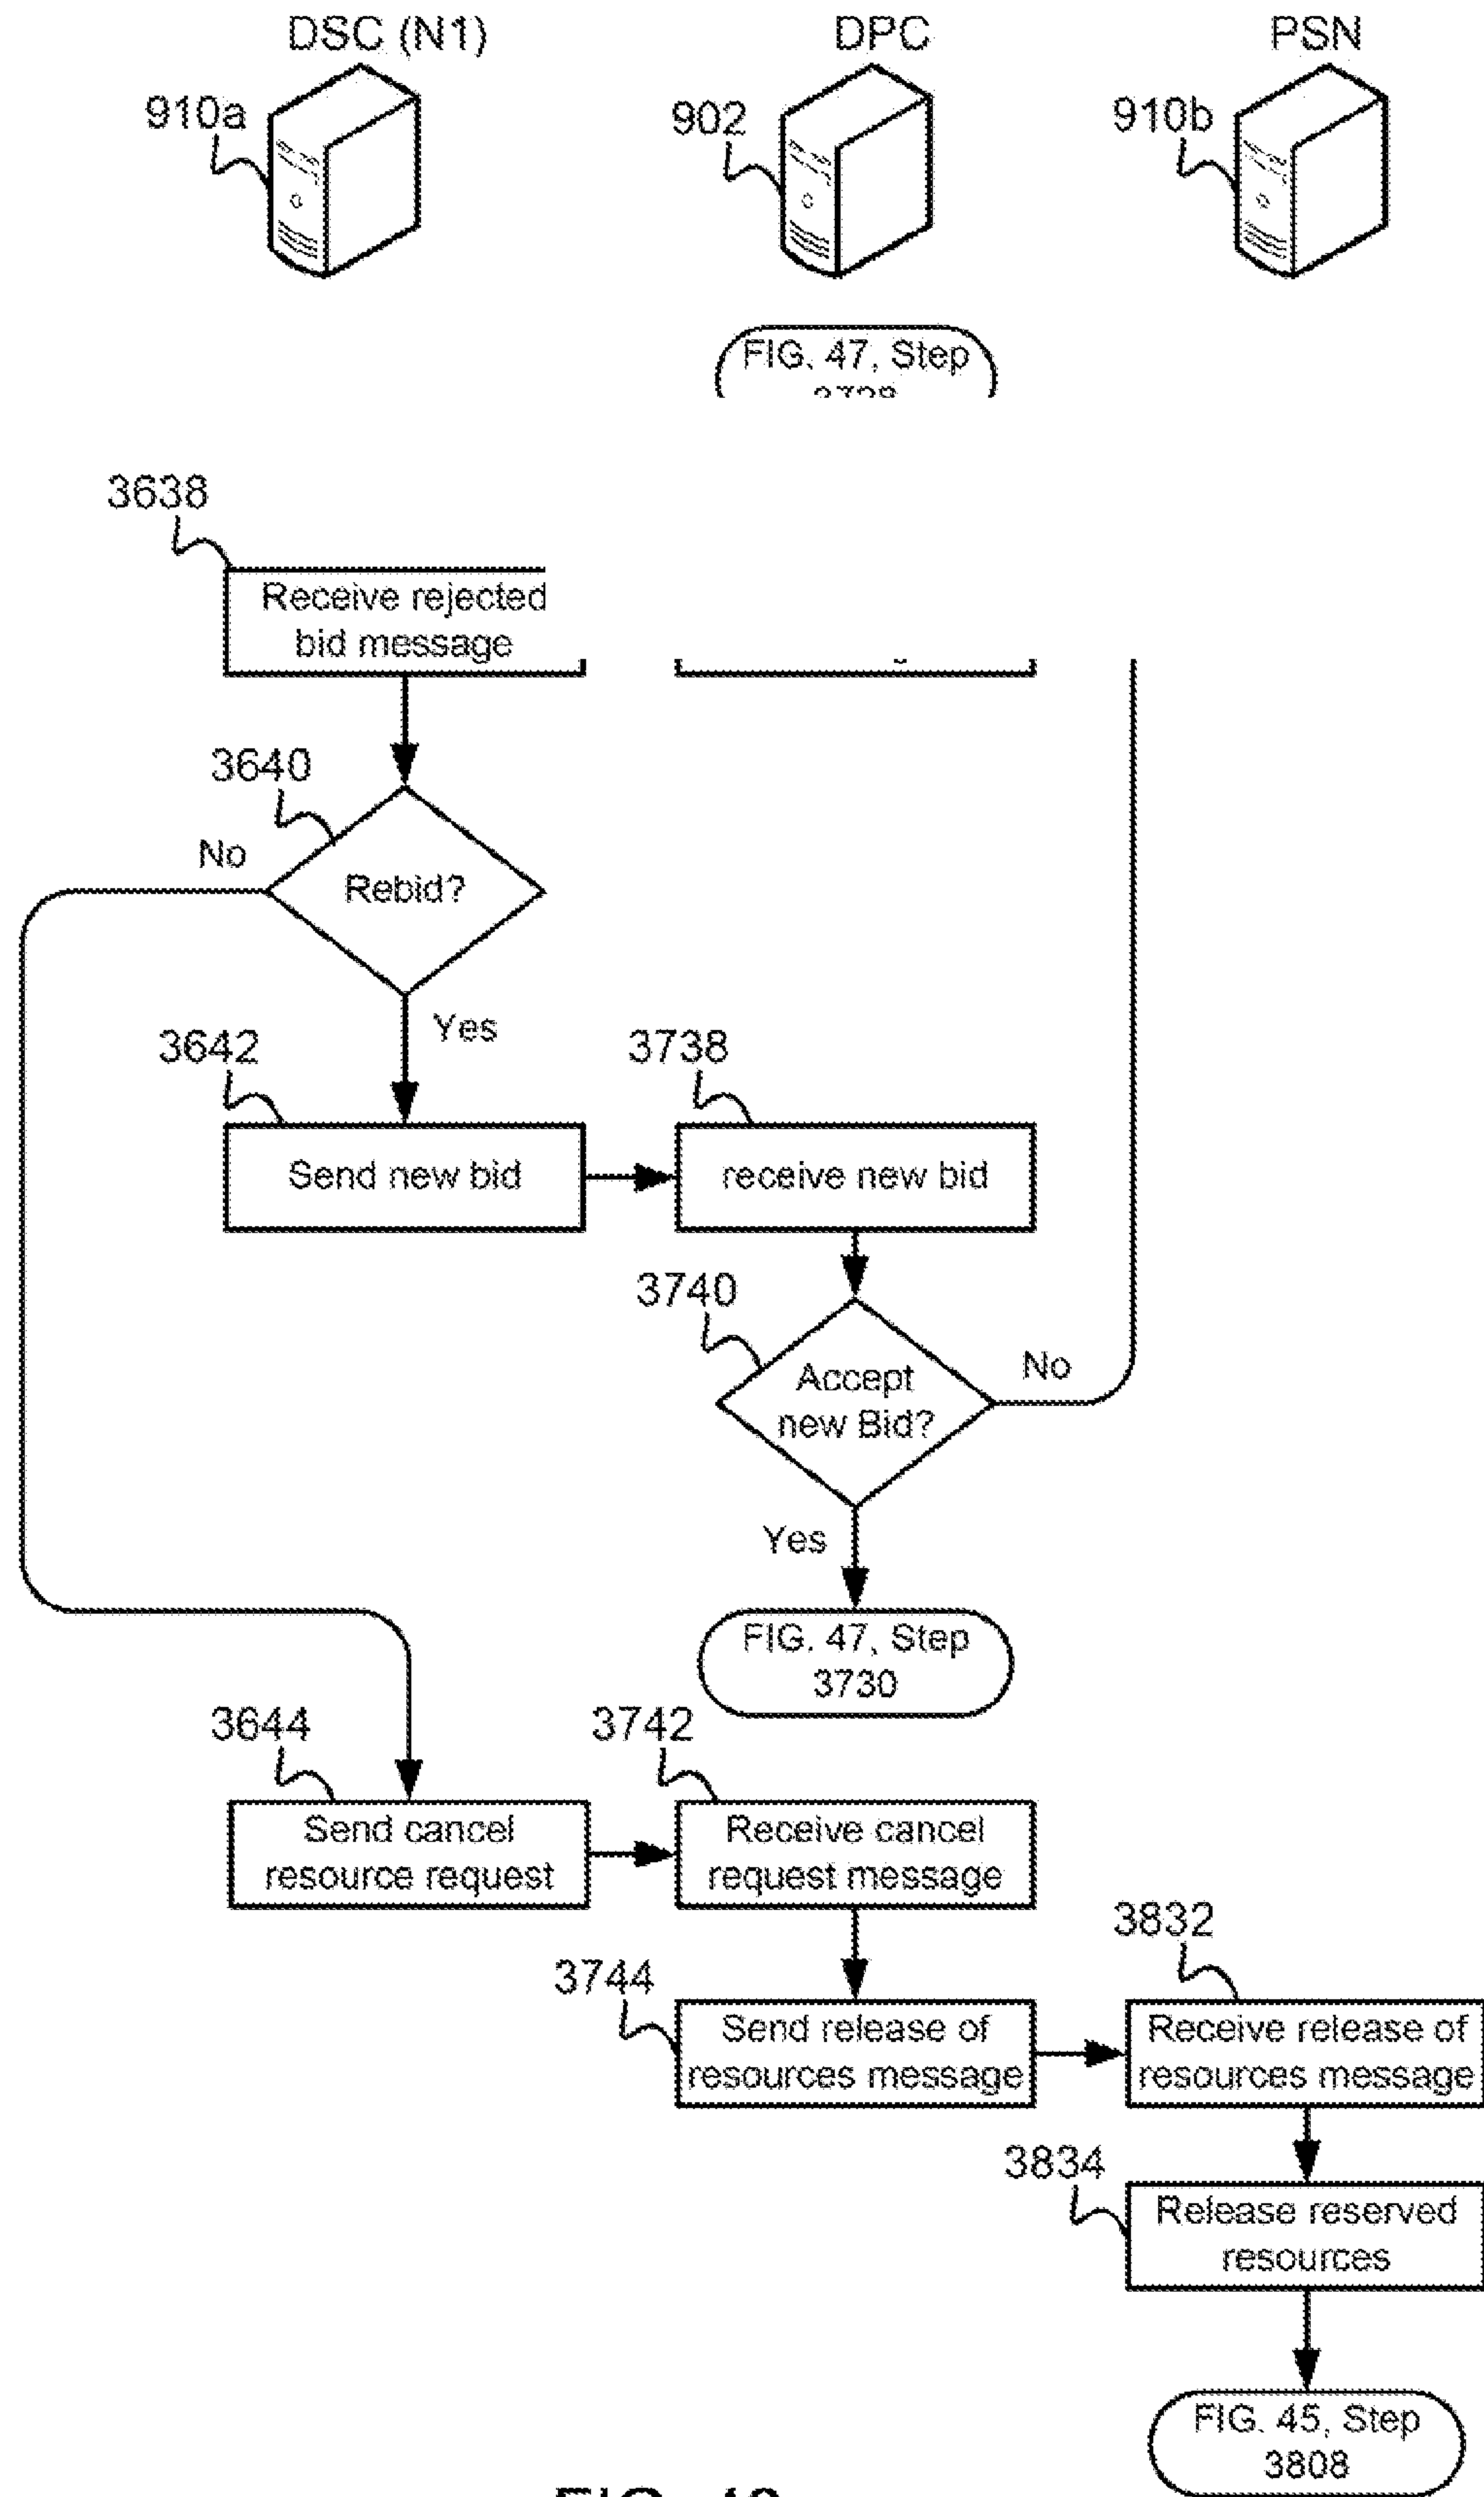 DSC (N1)
DPC
PSN
910a
902
910b
FIG. 47, Step
3638
Receive rejected
bid message
3640
No
Rebid?
Yes
3642
3738
Send new bid
receive new bid
3740
Accept
new Bid?
No
Yes
FIG. 47, Step
3730
3644
3742
Send cancel
resource request
Receive cancel
request message
3832
3744
Send release of
resources message
Receive release of
resources message
3834
Release reserved
resources
FIG. 45, Step
3808